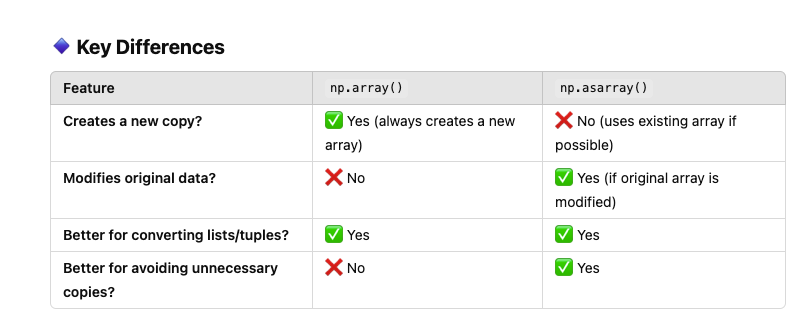 🔹 Key Differences
Feature np.array() np.asarray()
Creates a new copy? ✅ Yes (always creates a new ❌ No (uses existing array if
array) possible)
Modifies original data? ❌ No ✅ Yes (if original array is
modified)
Better for converting lists/tuples? ✅ Yes ✅ Yes
Better for avoiding unnecessary ❌ No ✅ Yes
copies?